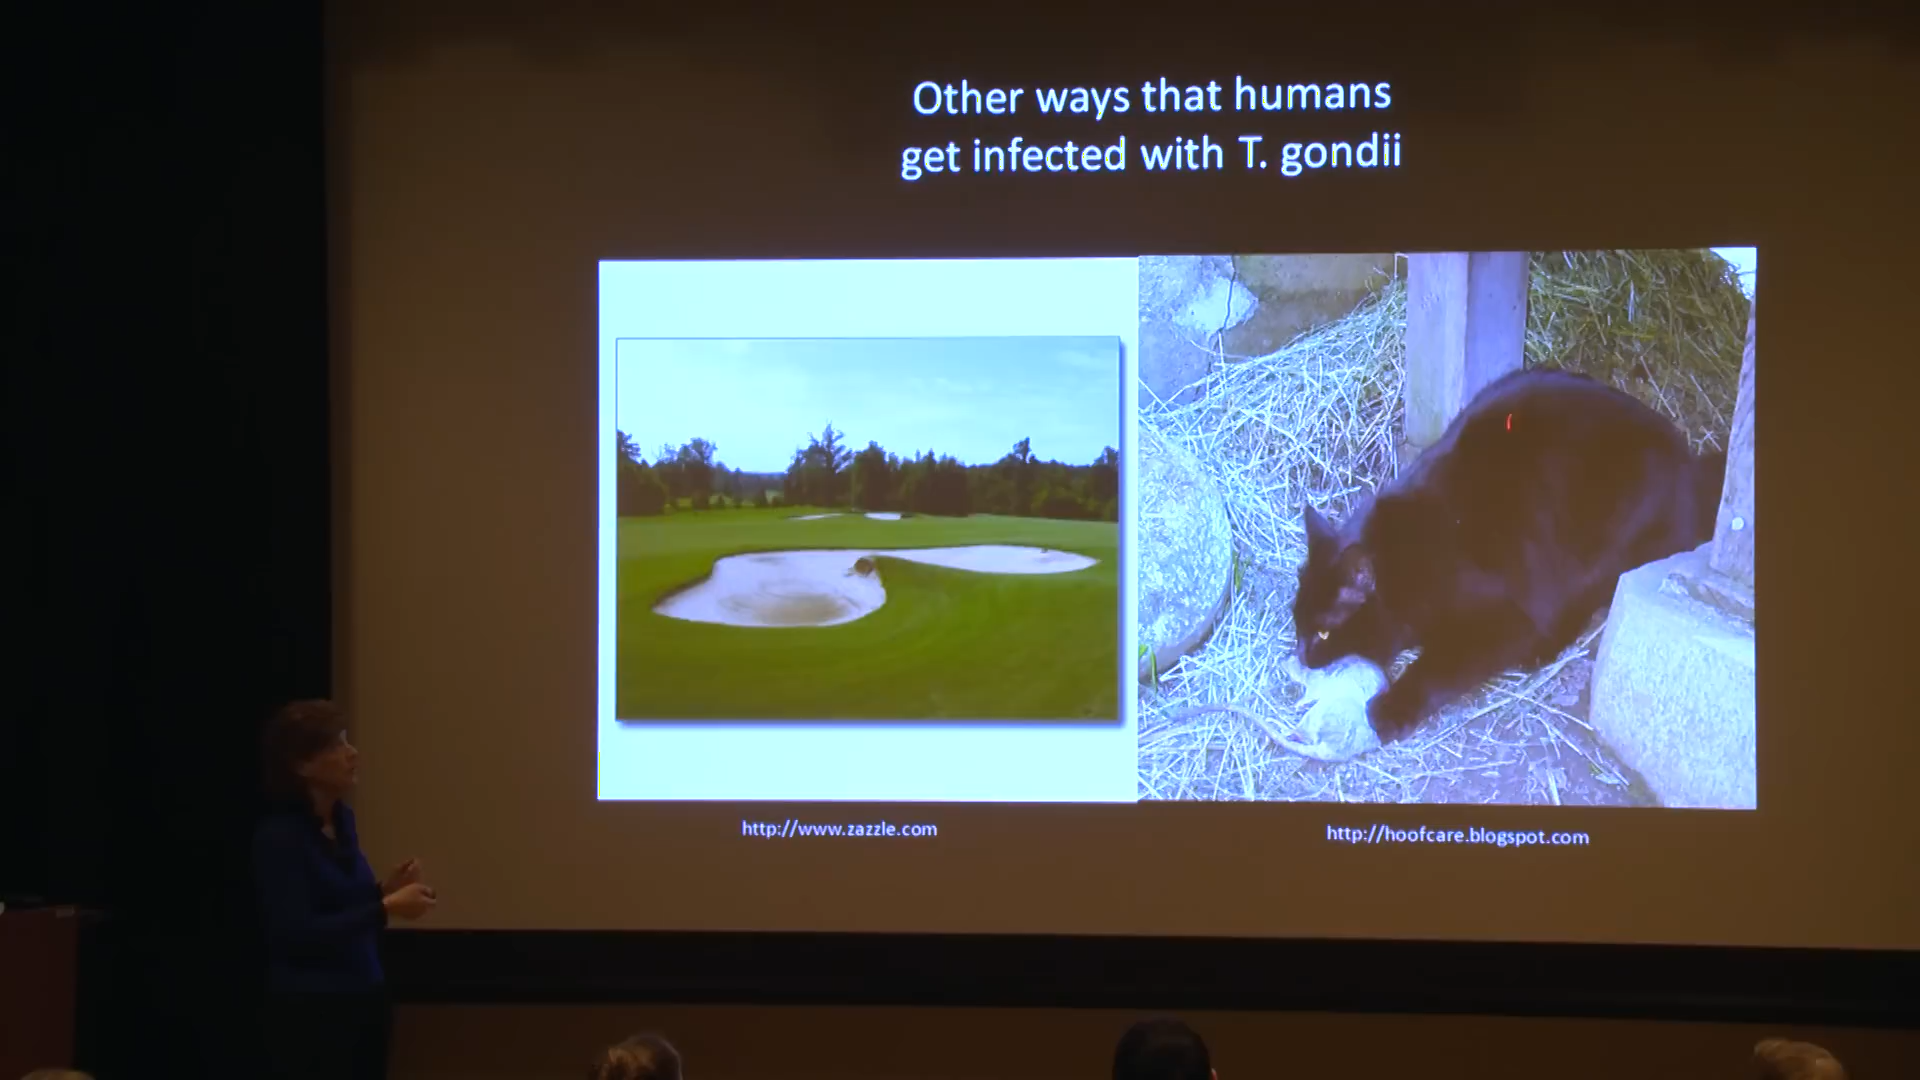 Other ways that humans
get infected with T. gondii
http://www.zazzle.com
http://hoofcare.blogspot.com